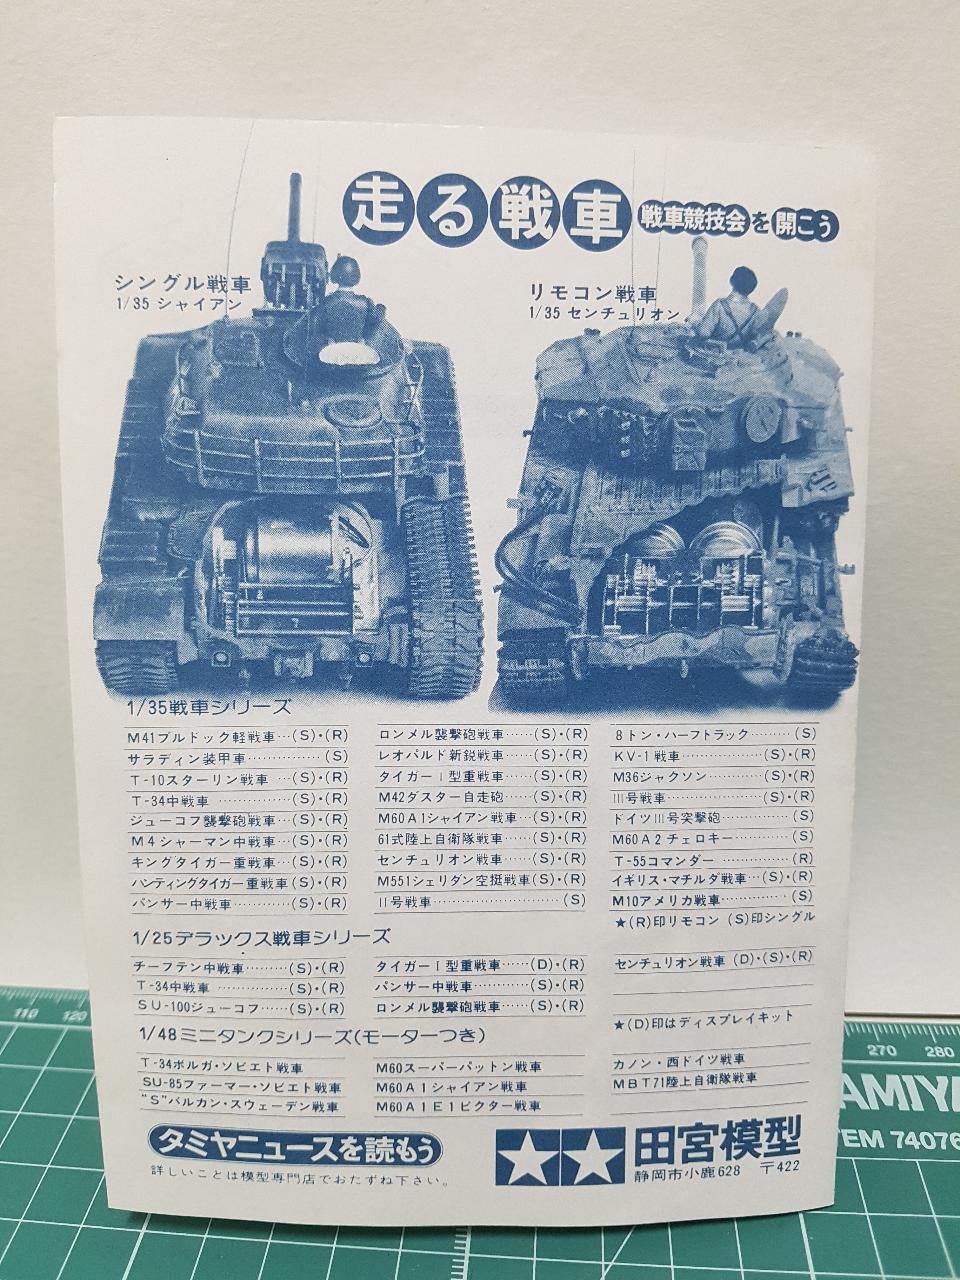 走る戦車 戦車競技会を開こう
シングル戦車
1/35 シャイアン
リモコン戦車
1/35 センチュリオン
1/35戦車シリーズ
M41ブルドック軽戦車…(S)・(R)
サラディン装甲車……………(S)
T-10スターリン戦車…(S)・(R)
T-34中戦車……………(S)・(R)
ジューコフ襲撃砲戦車…(S)・(R)
M4シャーマン中戦車…(S)・(R)
キングタイガー重戦車…(S)・(R)
ハンティングタイガー重戦車(S)・(R)
パンサー中戦車…………(S)・(R)
ロンメル襲撃砲戦車……(S)・(R)
レオパルド新鋭戦車……(S)・(R)
タイガーI型重戦車……(S)・(R)
M42ダスター自走砲……(S)・(R)
M60A1シャイアン戦車…(S)・(R)
61式陸上自衛隊戦車……(S)・(R)
センチュリオン戦車……(S)・(R)
M551シェリダン空挺戦車(S)・(R)
II号戦車……………………(S)
8トン・ハーフトラック………(S)
KV-1戦車………………(S)・(R)
M36ジャクソン…………(S)・(R)
III号戦車………………(S)・(R)
ドイツIII号突撃砲……………(S)
M60A2チェロキー……………(S)
T-55コマンダー………………(R)
イギリス・マチルダ戦車…(S)・(R)
M10アメリカ戦車………………(S)
★(R)印リモコン (S)印シングル
1/25デラックス戦車シリーズ
チーフテン中戦車………(S)・(R)
T-34中戦車……………(S)・(R)
SU-100ジューコフ……(S)・(R)
タイガーI型重戦車……(D)・(R)
パンサー中戦車…………(S)・(R)
ロンメル襲撃砲戦車……(S)・(R)
センチュリオン戦車 (D)・(S)・(R)
★(D)印はディスプレイキット
1/48ミニタンクシリーズ(モーターつき)
T-34ボルガ・ソビエト戦車
SU-85ファーマー・ソビエト戦車
"S"バルカン・スウェーデン戦車
M60スーパーパットン戦車
M60A1シャイアン戦車
M60A1E1ビクター戦車
カノン・西ドイツ戦車
MBT71陸上自衛隊戦車
タミヤニュースを読もう
詳しいことは模型専門店でおたずね下さい。
田宮模型
静岡市小鹿628 〒422
110 120
270 280
AMIYA
TEM 74076